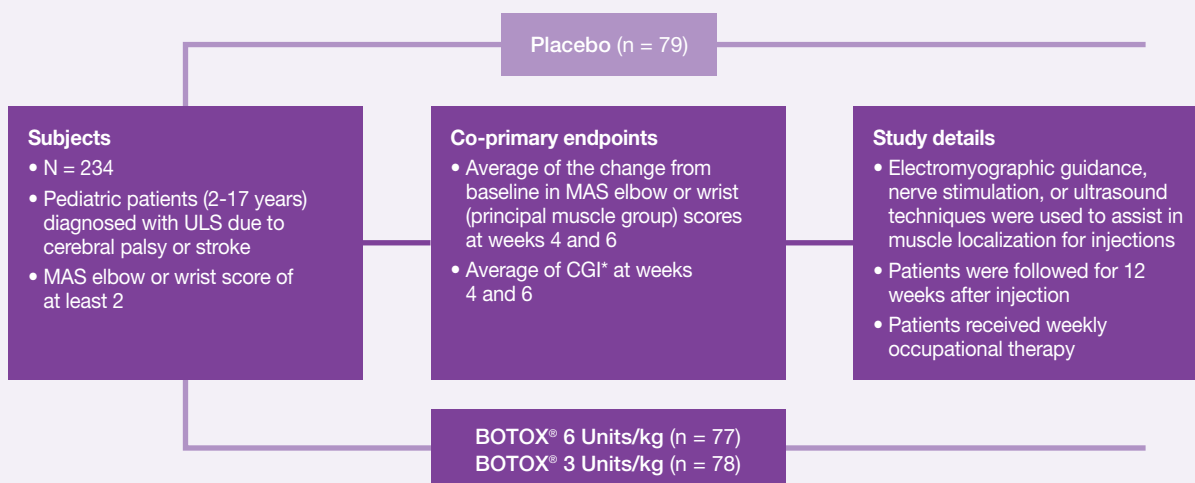 Placebo (n = 79)
Subjects
• N = 234
• Pediatric patients (2-17 years)
diagnosed with ULS due to
cerebral palsy or stroke
• MAS elbow or wrist score of
at least 2
Co-primary endpoints
• Average of the change from
baseline in MAS elbow or wrist
(principal muscle group) scores
at weeks 4 and 6
• Average of CGI* at weeks
4 and 6
Study details
• Electromyographic guidance,
nerve stimulation, or ultrasound
techniques were used to assist in
muscle localization for injections
• Patients were followed for 12
weeks after injection
• Patients received weekly
occupational therapy
BOTOX® 6 Units/kg (n = 77)
BOTOX® 3 Units/kg (n = 78)